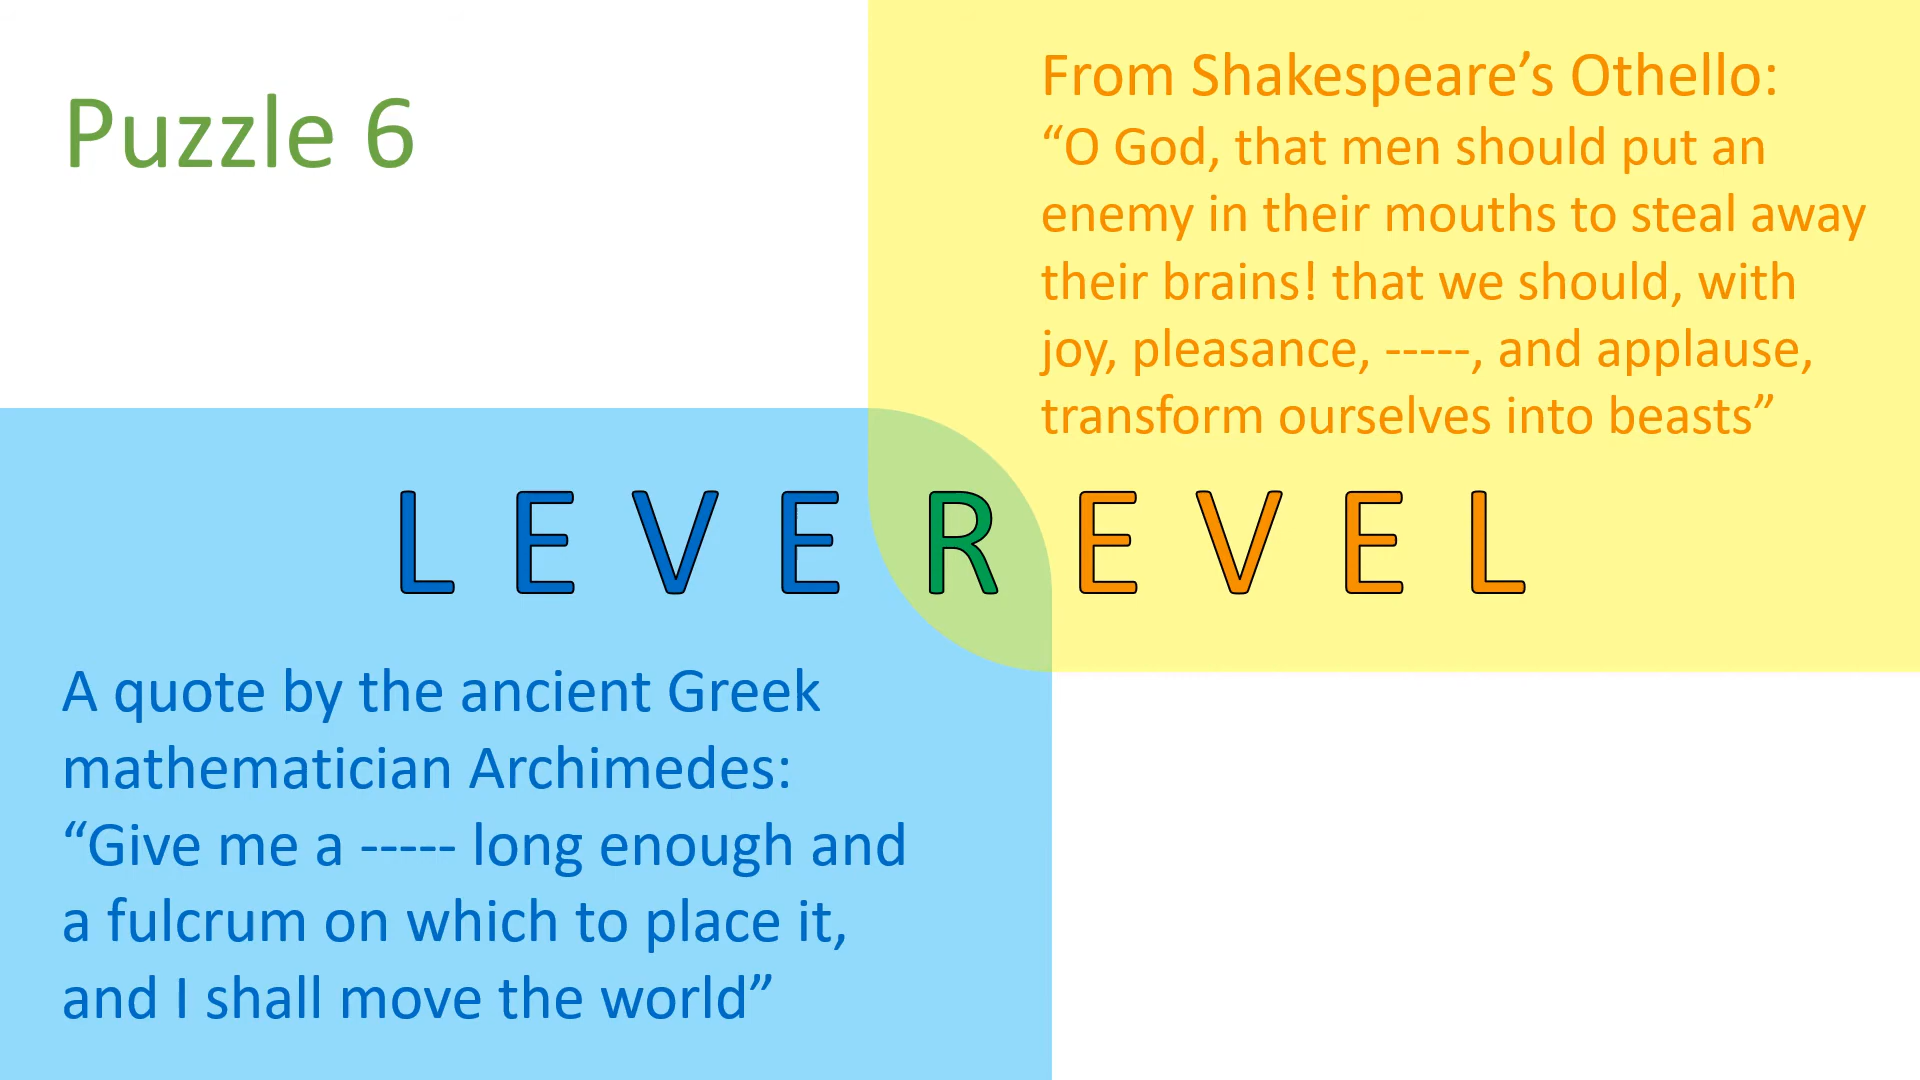 Puzzle 6
From Shakespeare’s Othello:
“O God, that men should put an
enemy in their mouths to steal away
their brains! that we should, with
joy, pleasance, -----, and applause,
transform ourselves into beasts”
L E V E R E V E L
A quote by the ancient Greek
mathematician Archimedes:
“Give me a ----- long enough and
a fulcrum on which to place it,
and I shall move the world”